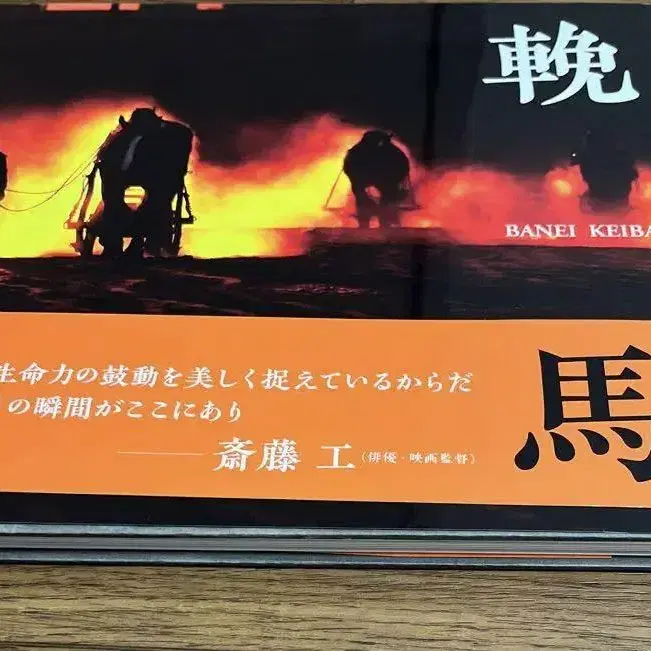 輓
BANEI KEIBA
生命力の鼓動を美しく捉えているからだ
の瞬間がここにあり
斎藤 工(俳優・映画監督)
馬